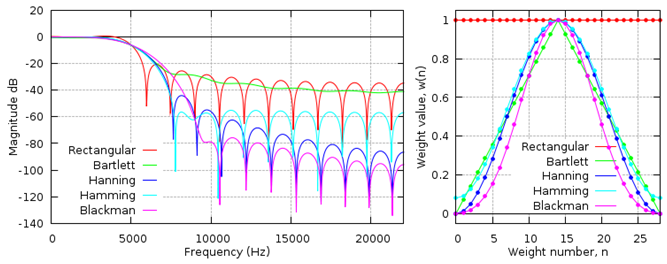 20
0
-20
-40
-60
-80
-100
-120
-140
Magnitude dB
Rectangular
Bartlett
Hanning
Hamming
Blackman
0 5000 10000 15000 20000
Frequency (Hz)
1
0.8
0.6
0.4
0.2
0
Weight value, w(n)
Rectangular
Bartlett
Hanning
Hamming
Blackman
0 5 10 15 20 25
Weight number, n